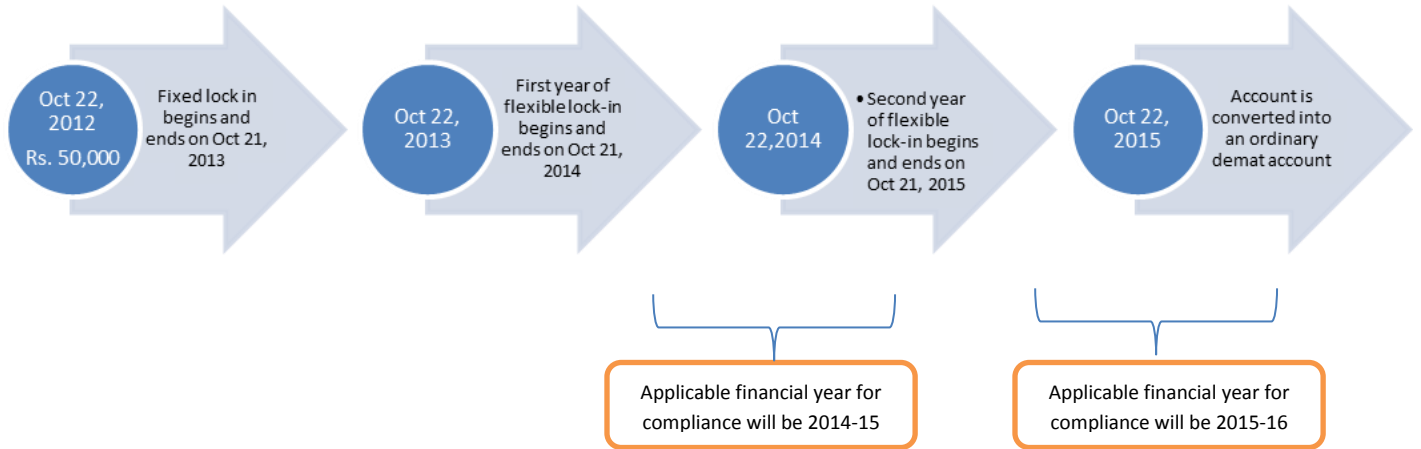 Oct 22,
2012
Rs. 50,000
Fixed lock in
begins and
ends on Oct 21,
2013
Oct 22,
2013
First year of
flexible lock-in
begins and
ends on Oct 21,
2014
Oct
22,2014
• Second year
of flexible
lock-in begins
and ends on
Oct 21, 2015
Oct 22,
2015
Account is
converted into
an ordinary
demat account
Applicable financial year for
compliance will be 2014-15
Applicable financial year for
compliance will be 2015-16